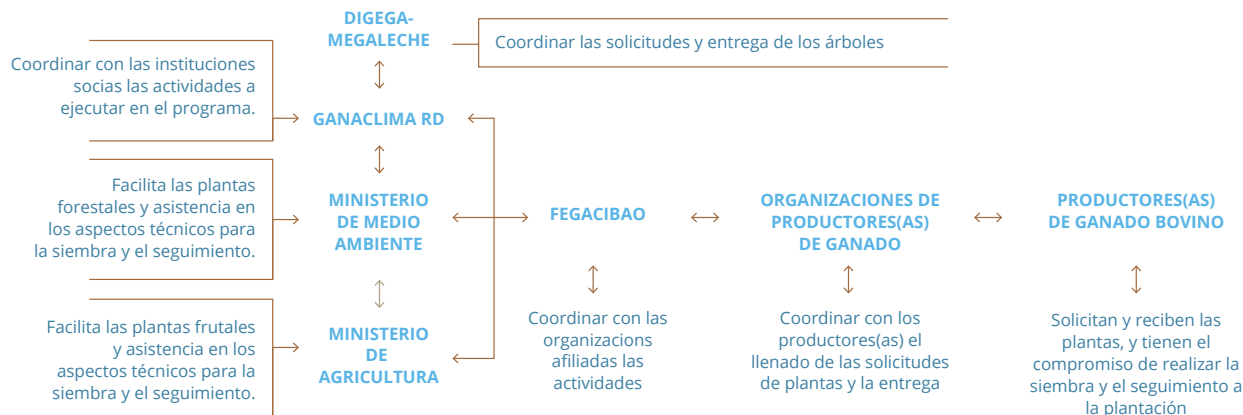 DIGEGA-
MEGALECHE
Coordinar las solicitudes y entrega de los árboles
Coordinar con las instituciones
socias las actividades a
ejecutar en el programa.
GANACLIMA RD
Facilita las plantas
forestales y asistencia en
los aspectos técnicos para
la siembra y el seguimiento.
MINISTERIO
DE MEDIO
AMBIENTE
FEGACIBAO
ORGANIZACIONES DE
PRODUCTORES(AS)
DE GANADO
PRODUCTORES(AS)
DE GANADO BOVINO
Facilita las plantas frutales
y asistencia en los
aspectos técnicos para la
siembra y el seguimiento.
MINISTERIO
DE
AGRICULTURA
Coordinar con las
organizacions
afiliadas las
actividades
Coordinar con los
productores(as) el
llenado de las solicitudes
de plantas y la entrega
Solicitan y reciben las
plantas, y tienen el
compromiso de realizar la
siembra y el seguimiento a
la plantación